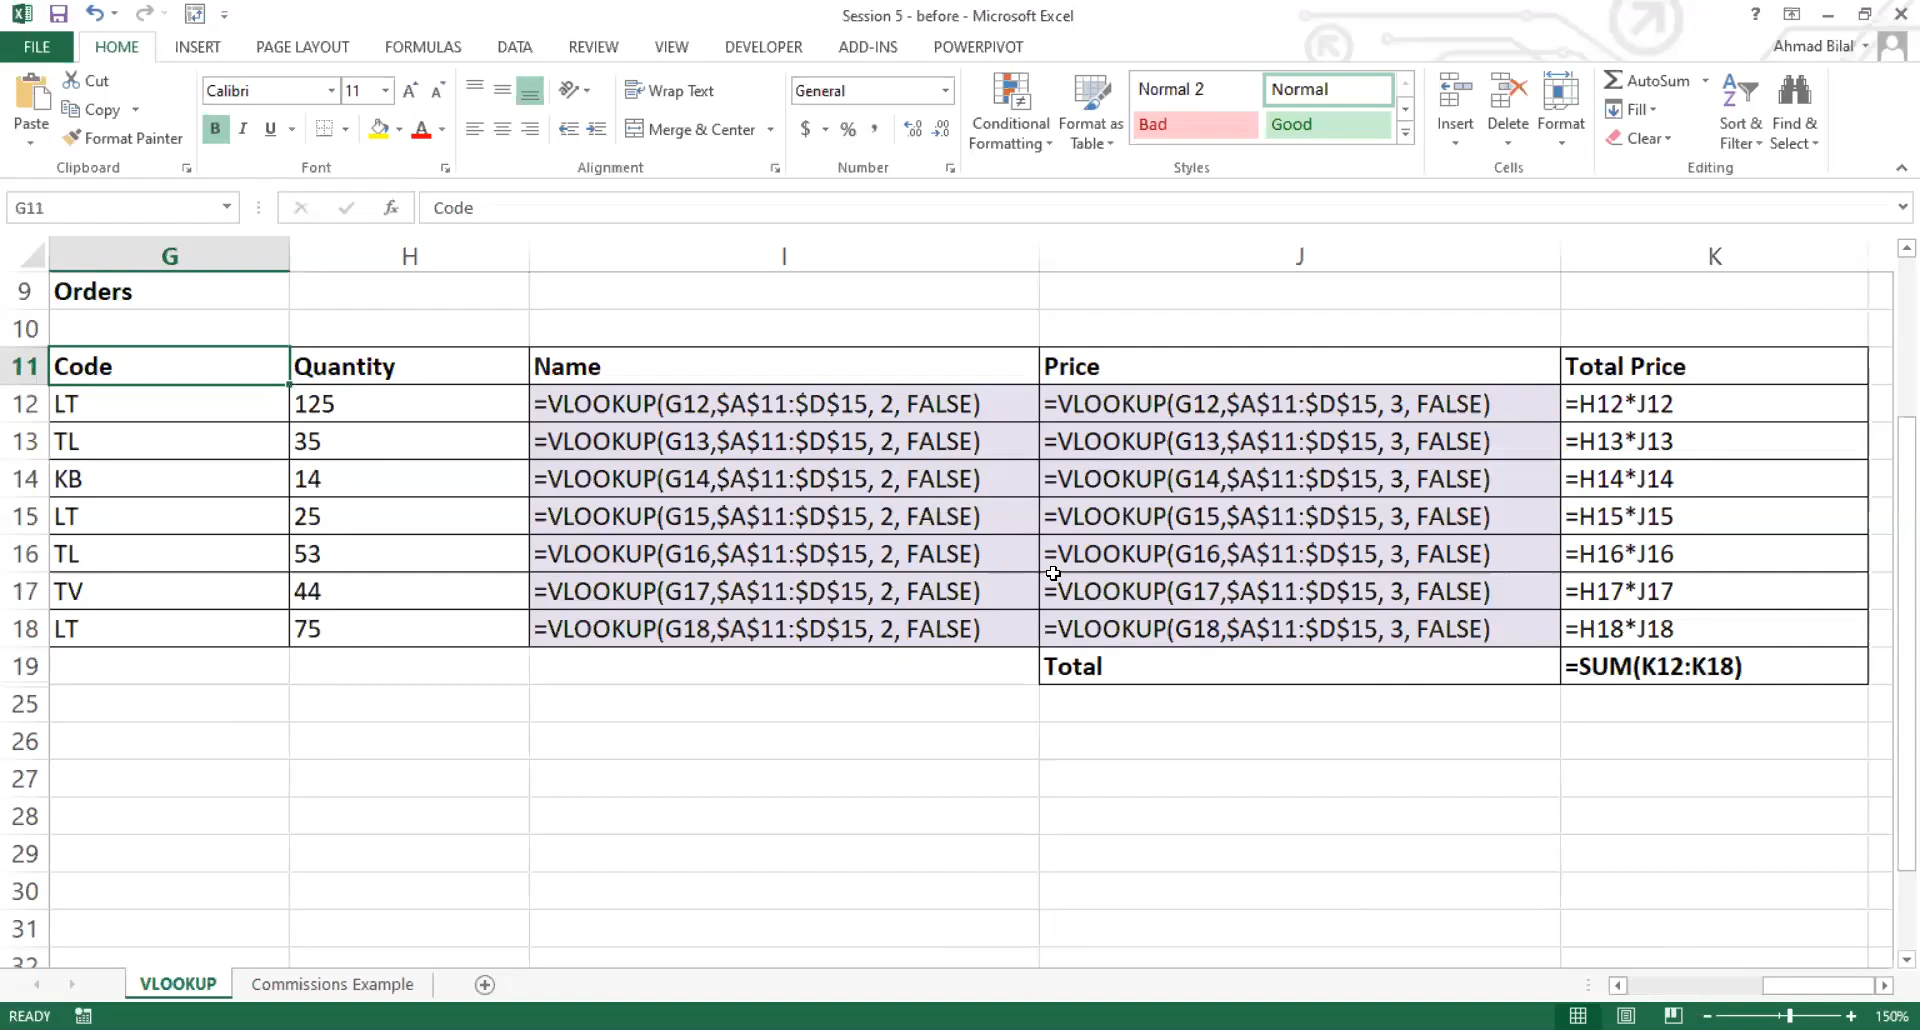 Session 5 - before - Microsoft Excel
?
FILE HOME INSERT PAGE LAYOUT FORMULAS DATA REVIEW VIEW DEVELOPER ADD-INS POWERPIVOT Ahmad Bilal
Paste
Cut
Copy
Format Painter
Clipboard
Calibri 11 A A
B I U A
Font
Wrap Text
Merge & Center
Alignment
General
$ % , .00 .0
Number
Conditional Formatting
Format as Table
Normal 2 Normal
Bad Good
Styles
Insert Delete Format
Cells
AutoSum
Fill
Clear
Sort & Filter
Find & Select
Editing
G11 fx Code
G H I J K
9 Orders
10
11 Code Quantity Name Price Total Price
12 LT 125 =VLOOKUP(G12,$A$11:$D$15, 2, FALSE) =VLOOKUP(G12,$A$11:$D$15, 3, FALSE) =H12*J12
13 TL 35 =VLOOKUP(G13,$A$11:$D$15, 2, FALSE) =VLOOKUP(G13,$A$11:$D$15, 3, FALSE) =H13*J13
14 KB 14 =VLOOKUP(G14,$A$11:$D$15, 2, FALSE) =VLOOKUP(G14,$A$11:$D$15, 3, FALSE) =H14*J14
15 LT 25 =VLOOKUP(G15,$A$11:$D$15, 2, FALSE) =VLOOKUP(G15,$A$11:$D$15, 3, FALSE) =H15*J15
16 TL 53 =VLOOKUP(G16,$A$11:$D$15, 2, FALSE) =VLOOKUP(G16,$A$11:$D$15, 3, FALSE) =H16*J16
17 TV 44 =VLOOKUP(G17,$A$11:$D$15, 2, FALSE) =VLOOKUP(G17,$A$11:$D$15, 3, FALSE) =H17*J17
18 LT 75 =VLOOKUP(G18,$A$11:$D$15, 2, FALSE) =VLOOKUP(G18,$A$11:$D$15, 3, FALSE) =H18*J18
19 Total =SUM(K12:K18)
25
26
27
28
29
30
31
32
VLOOKUP Commissions Example
READY 150%